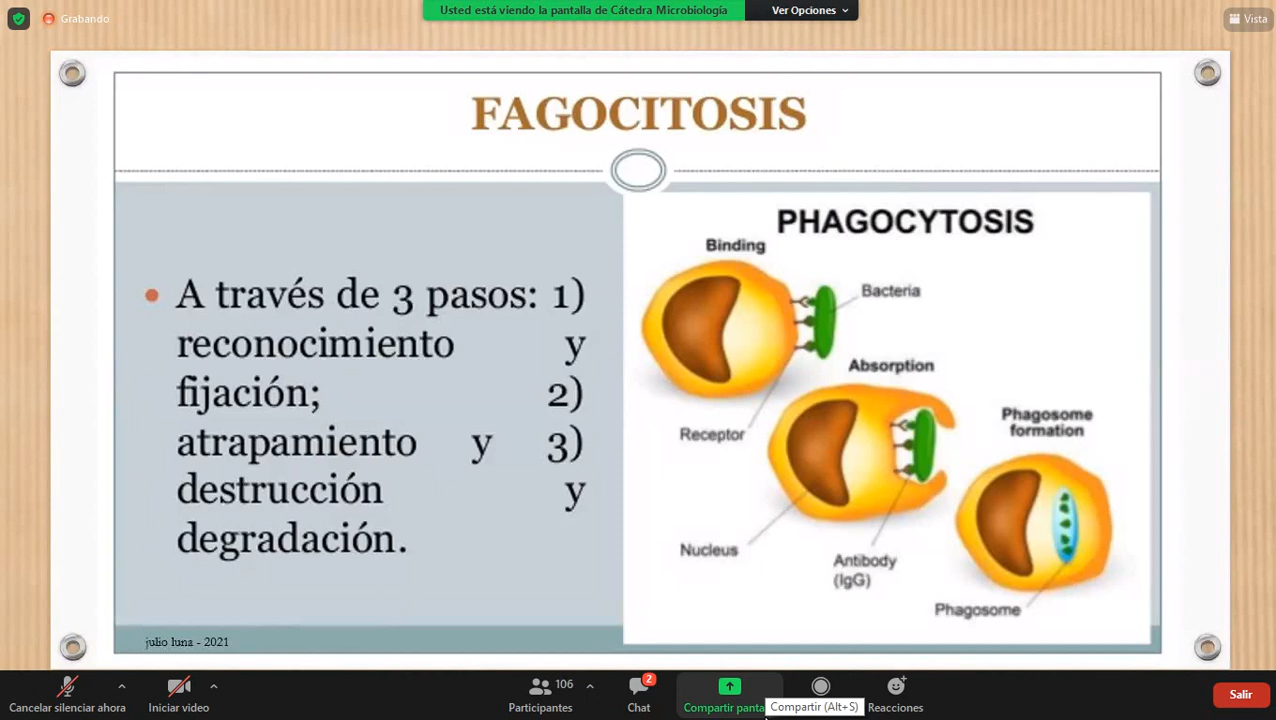 Grabando
Usted está viendo la pantalla de Cátedra Microbiología
Ver Opciones
Vista
FAGOCITOSIS
A través de 3 pasos: 1)
reconocimiento y
fijación; 2)
atrapamiento y 3)
destrucción y
degradación.
julio luna - 2021
PHAGOCYTOSIS
Binding
Bacteria
Absorption
Receptor
Phagosome
formation
Nucleus
Antibody
(IgG)
Phagosome
Cancelar silenciar ahora
Iniciar video
106
Participantes
2
Chat
Compartir panta
Compartir (Alt+S)
Reacciones
Salir